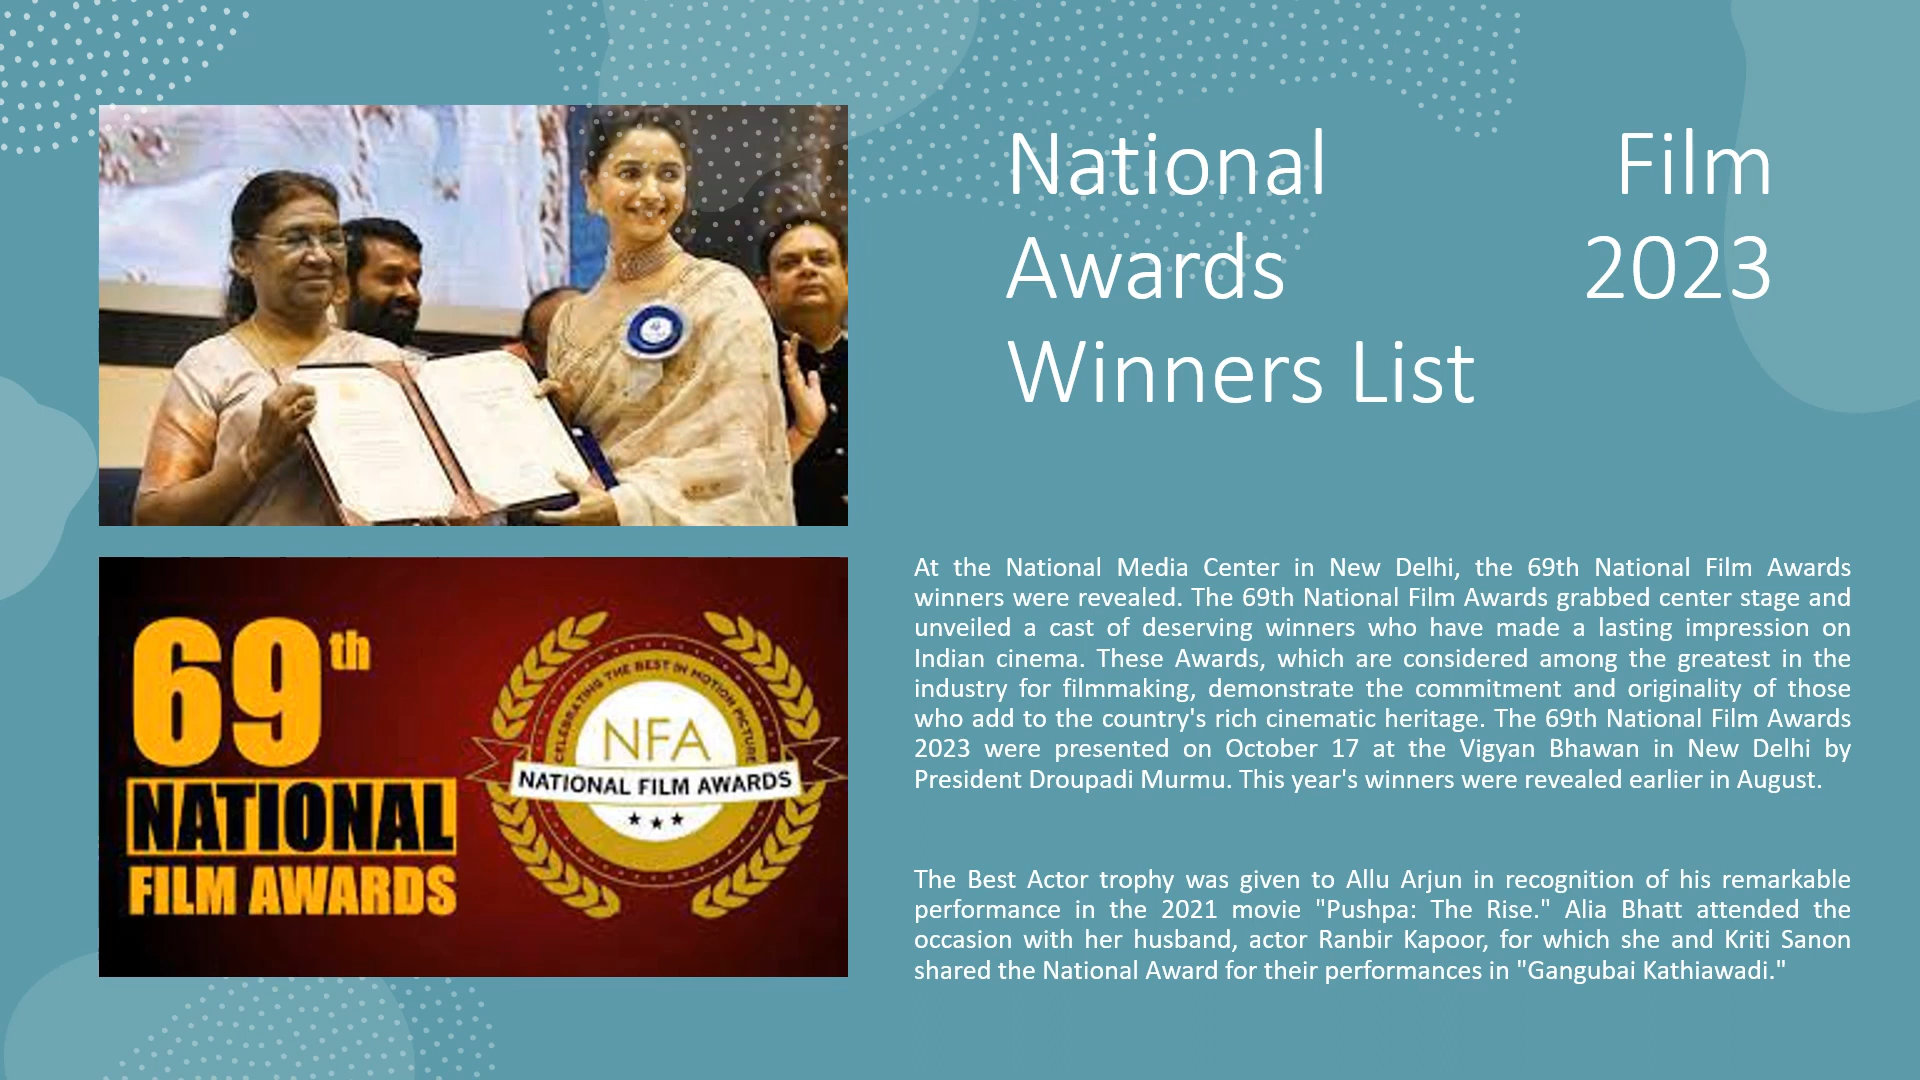 National Film
Awards 2023
Winners List
At the National Media Center in New Delhi, the 69th National Film Awards
winners were revealed. The 69th National Film Awards grabbed center stage and
unveiled a cast of deserving winners who have made a lasting impression on
Indian cinema. These Awards, which are considered among the greatest in the
industry for filmmaking, demonstrate the commitment and originality of those
who add to the country's rich cinematic heritage. The 69th National Film Awards
2023 were presented on October 17 at the Vigyan Bhawan in New Delhi by
President Droupadi Murmu. This year's winners were revealed earlier in August.
The Best Actor trophy was given to Allu Arjun in recognition of his remarkable
performance in the 2021 movie "Pushpa: The Rise." Alia Bhatt attended the
occasion with her husband, actor Ranbir Kapoor, for which she and Kriti Sanon
shared the National Award for their performances in "Gangubai Kathiawadi."
69th
NATIONAL
FILM AWARDS
CELEBRATING THE BEST IN MOTION PICTURE
NFA
NATIONAL FILM AWARDS